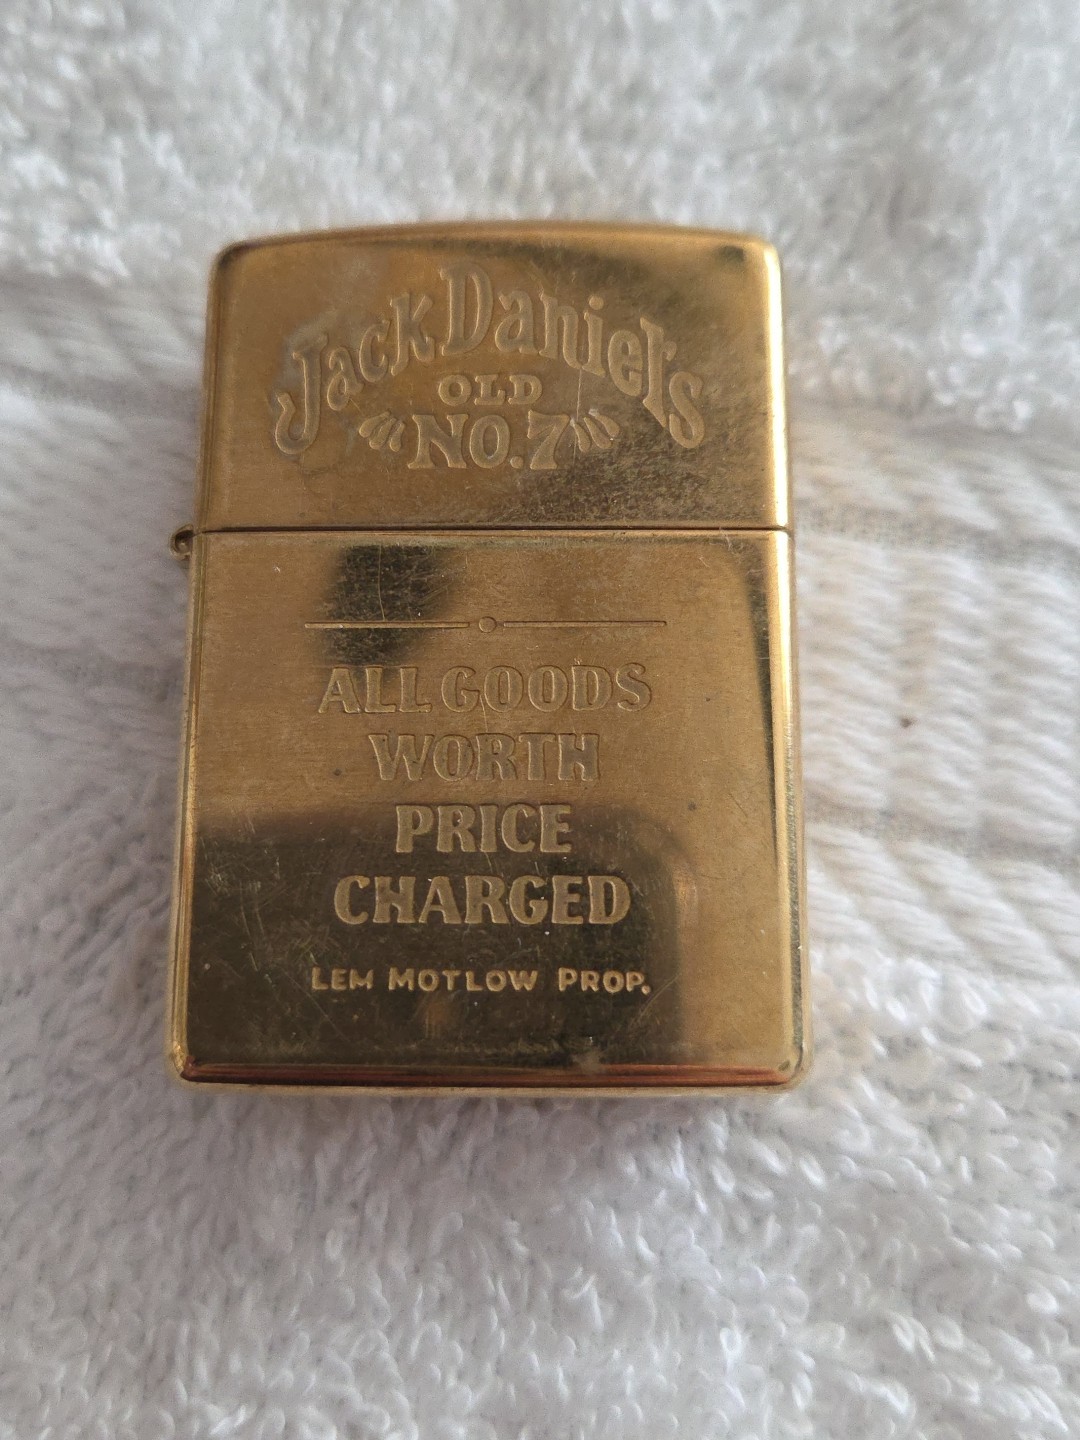 Jack Daniel's
OLD
NO.7
ALL GOODS
WORTH
PRICE
CHARGED
LEM MOTLOW PROP.